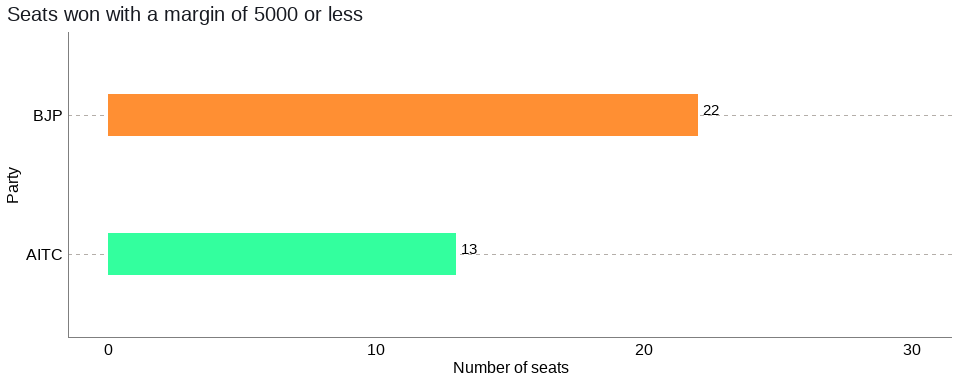 Seats won with a margin of 5000 or less
BJP
22
Party
AITC
13
0 10 20 30
Number of seats